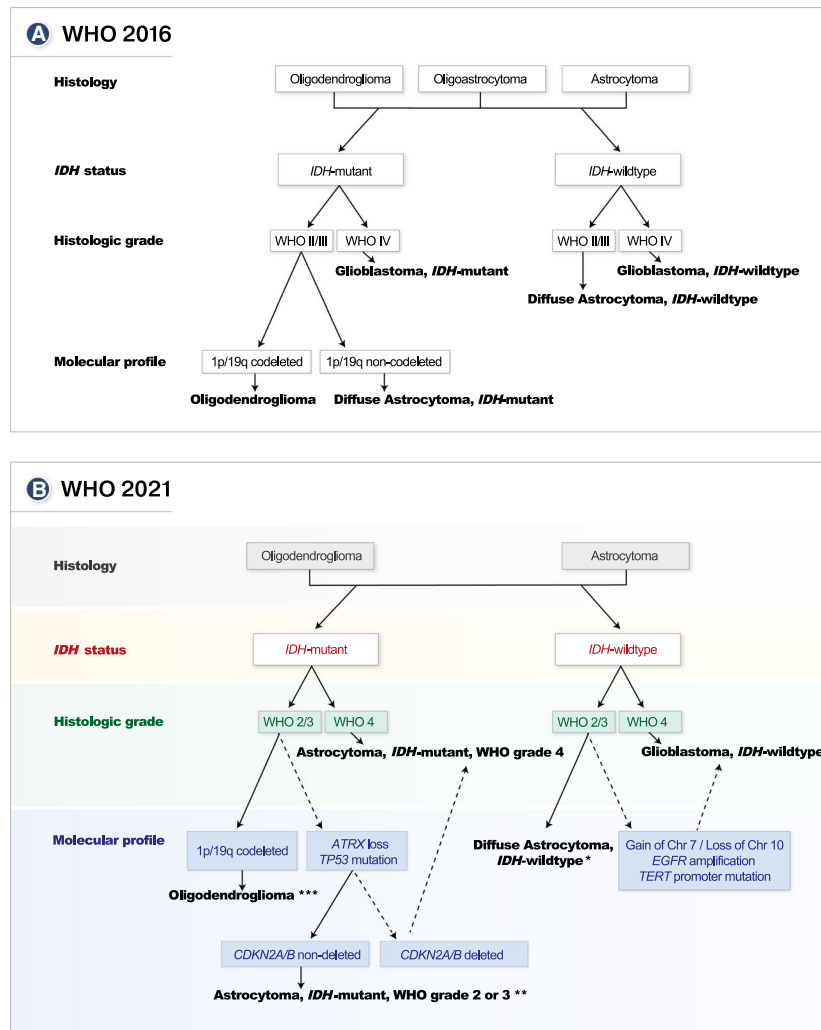 A WHO 2016
Histology
Oligodendroglioma
Oligoastrocytoma
Astrocytoma
IDH status
IDH-mutant
IDH-wildtype
Histologic grade
WHO II/III
WHO IV
WHO II/III
WHO IV
Glioblastoma, IDH-mutant
Glioblastoma, IDH-wildtype
Diffuse Astrocytoma, IDH-wildtype
Molecular profile
1p/19q codeleted
1p/19q non-codeleted
Oligodendroglioma
Diffuse Astrocytoma, IDH-mutant
B WHO 2021
Histology
Oligodendroglioma
Astrocytoma
IDH status
IDH-mutant
IDH-wildtype
Histologic grade
WHO 2/3
WHO 4
WHO 2/3
WHO 4
Astrocytoma, IDH-mutant, WHO grade 4
Glioblastoma, IDH-wildtype
Molecular profile
1p/19q codeleted
ATRX loss
TP53 mutation
Diffuse Astrocytoma,
IDH-wildtype *
Gain of Chr 7 / Loss of Chr 10
EGFR amplification
TERT promoter mutation
Oligodendroglioma ***
CDKN2A/B non-deleted
CDKN2A/B deleted
Astrocytoma, IDH-mutant, WHO grade 2 or 3 **